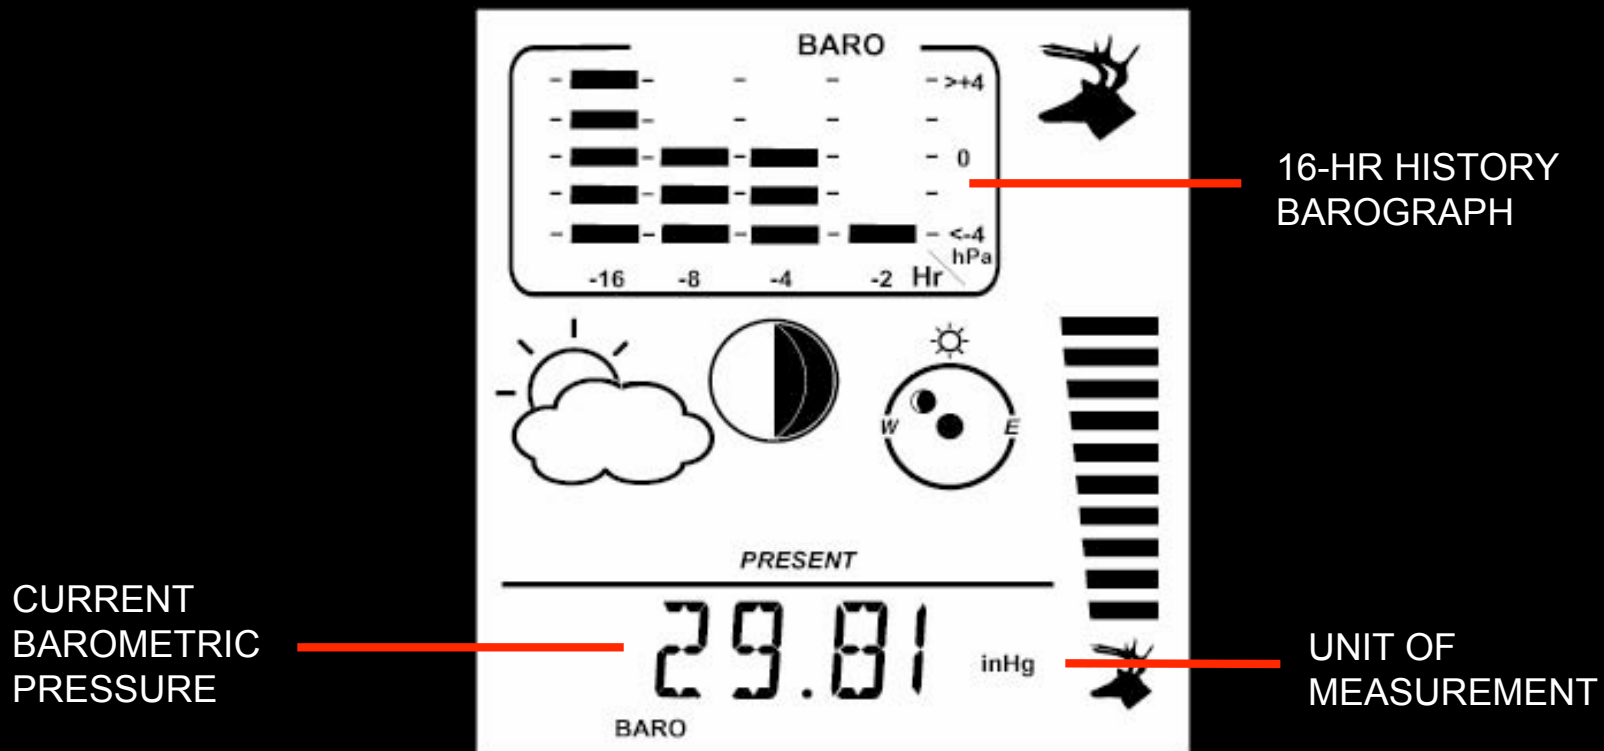 BARO
>+4
0
<-4
hPa
-16 -8 -4 -2 Hr
16-HR HISTORY
BAROGRAPH
W E
PRESENT
CURRENT
BAROMETRIC
PRESSURE
29.81 inHg
BARO
UNIT OF
MEASUREMENT